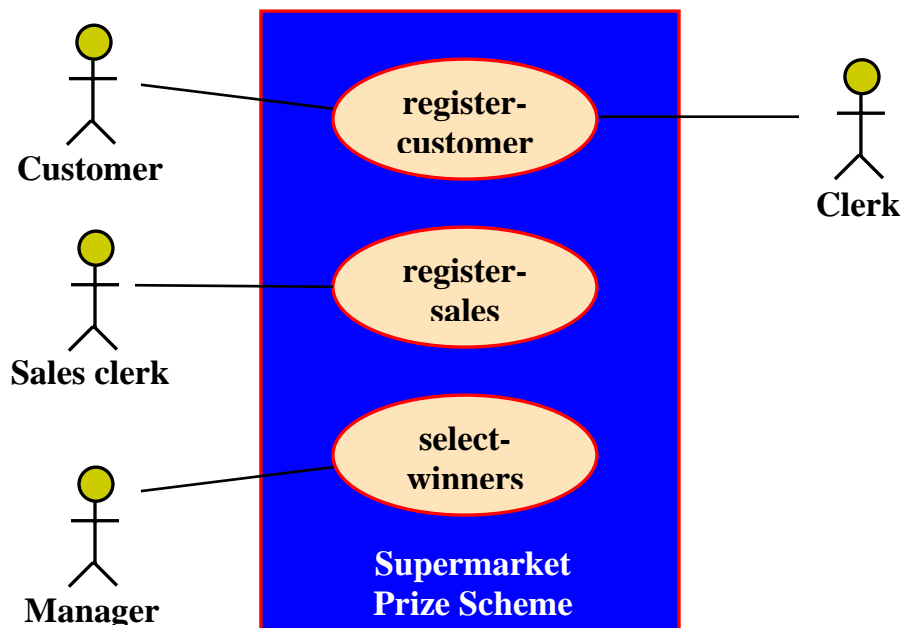 Customer
register-
customer
Clerk
Sales clerk
register-
sales
Manager
select-
winners
Supermarket
Prize Scheme